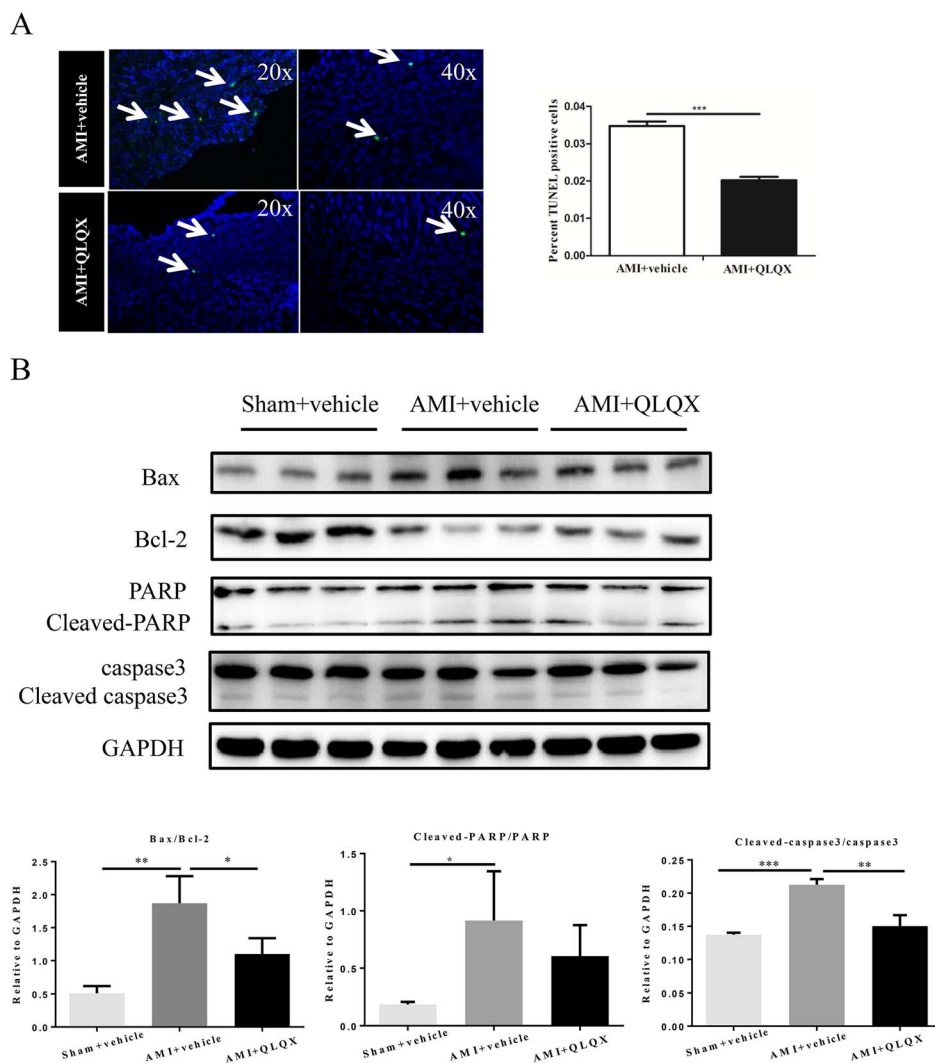 A
AMI+vehicle
20x
40x
AMI+QLQX
20x
40x
Percent TUNEL positive cells
0.04
0.03
0.02
0.01
0.00
***
AMI+vehicle
AMI+QLQX
B
Sham+vehicle AMI+vehicle AMI+QLQX
Bax
Bcl-2
PARP
Cleaved-PARP
caspase3
Cleaved caspase3
GAPDH
Bax/Bcl-2
Relative to GAPDH
2.5
2.0
1.5
1.0
0.5
0.0
** *
Sham+vehicle
AMI+vehicle
AMI+QLQX
Cleaved-PARP/PARP
Relative to GAPDH
1.5
1.0
0.5
0.0
*
Sham+vehicle
AMI+vehicle
AMI+QLQX
Cleaved-caspase3/caspase3
Relative to GAPDH
0.25
0.20
0.15
0.10
0.05
0.00
*** **
Sham+vehicle
AMI+vehicle
AMI+QLQX